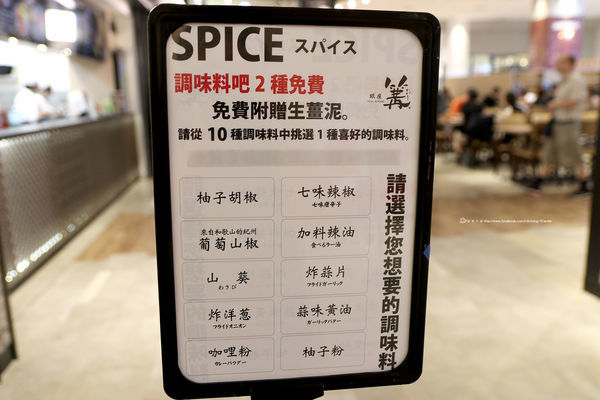 SPICE スパイス
調味料吧2種免費
免費附贈生薑泥。
請從10種調味料中挑選1種喜好的調味料。
銀座
篝
柚子胡椒
七味辣椒
七味唐辛子
來自和歌山的紀州
葡萄山椒
加料辣油
食べるラー油
山葵
わさび
炸蒜片
フライドガーリック
炸洋蔥
フライドオニオン
蒜味黃油
ガーリックバター
咖哩粉
カレーパウダー
柚子粉
請選擇您想要的調味料